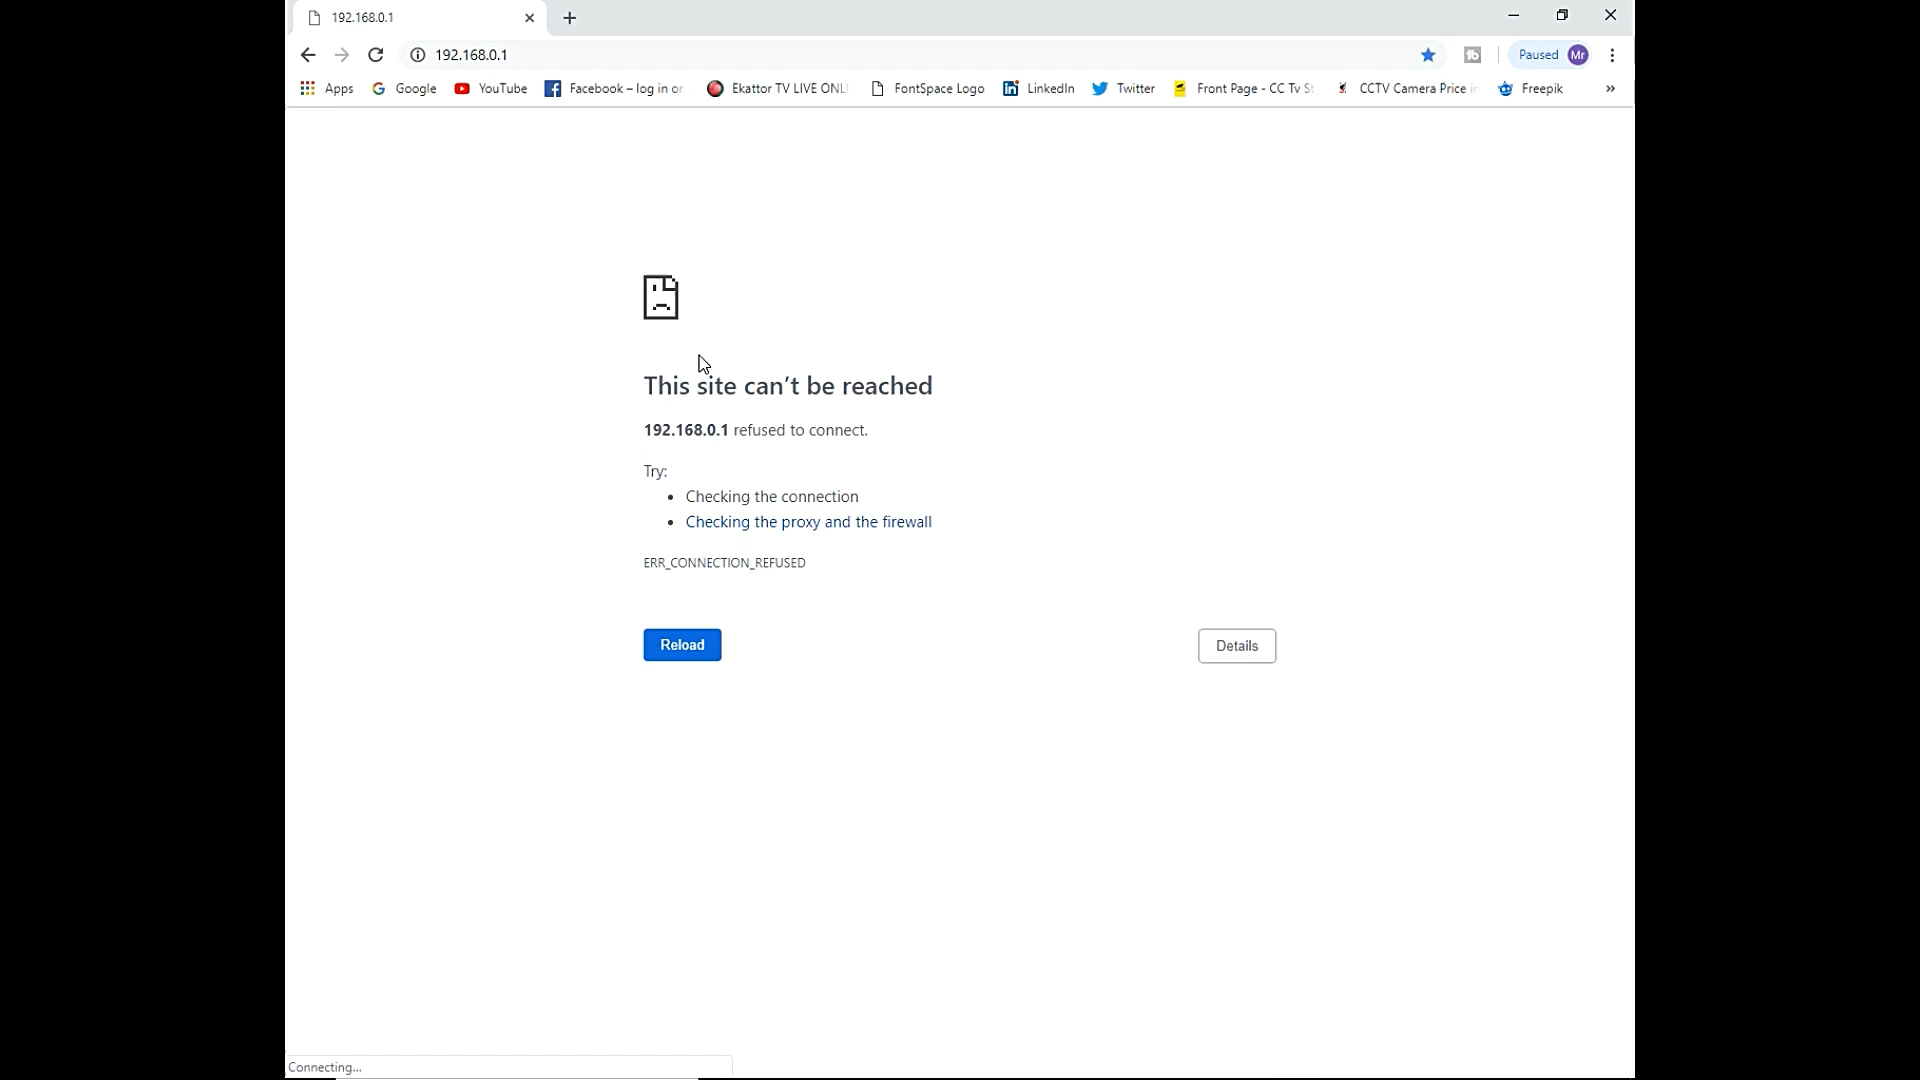 192.168.0.1
192.168.0.1
Paused Mr
Apps Google YouTube Facebook – log in or Ekattor TV LIVE ONLI FontSpace Logo LinkedIn Twitter Front Page - CC Tv St CCTV Camera Price in Freepik »
This site can't be reached
192.168.0.1 refused to connect.
Try:
• Checking the connection
• Checking the proxy and the firewall
ERR_CONNECTION_REFUSED
Reload Details
Connecting...